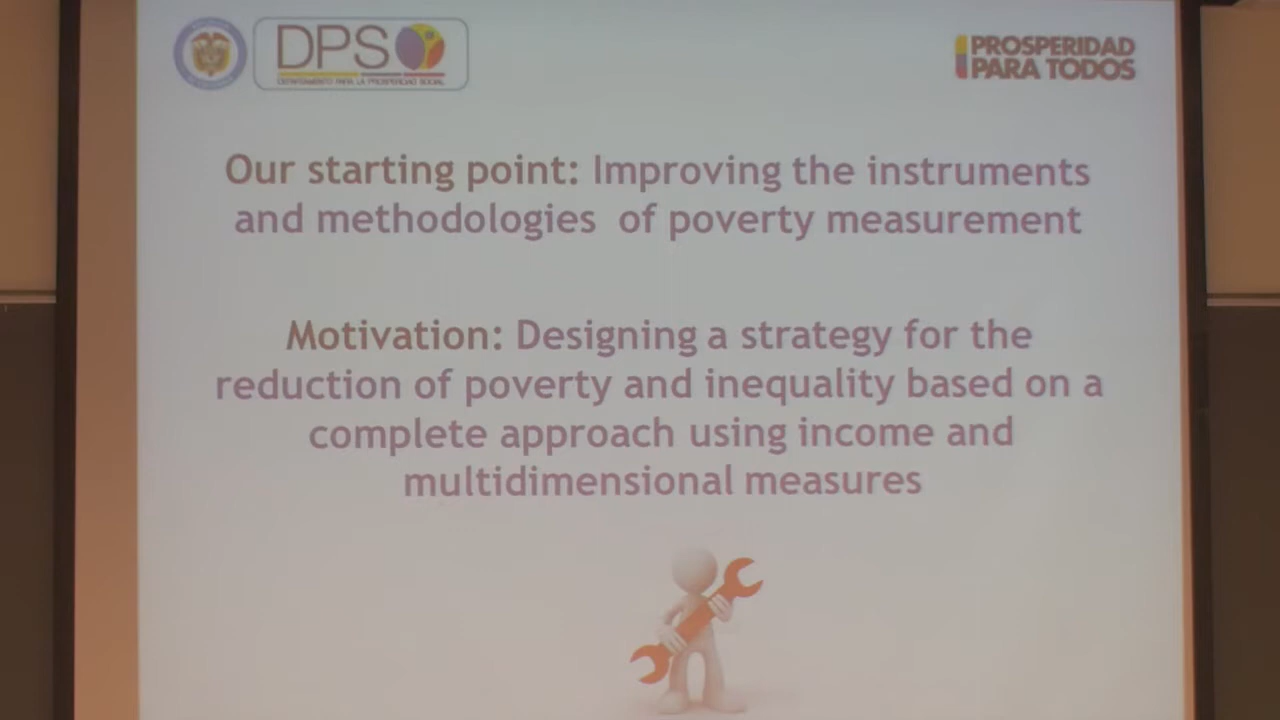 DPS
DEPARTAMENTO PARA LA PROSPERIDAD SOCIAL
PROSPERIDAD
PARA TODOS
Our starting point: Improving the instruments
and methodologies of poverty measurement
Motivation: Designing a strategy for the
reduction of poverty and inequality based on a
complete approach using income and
multidimensional measures